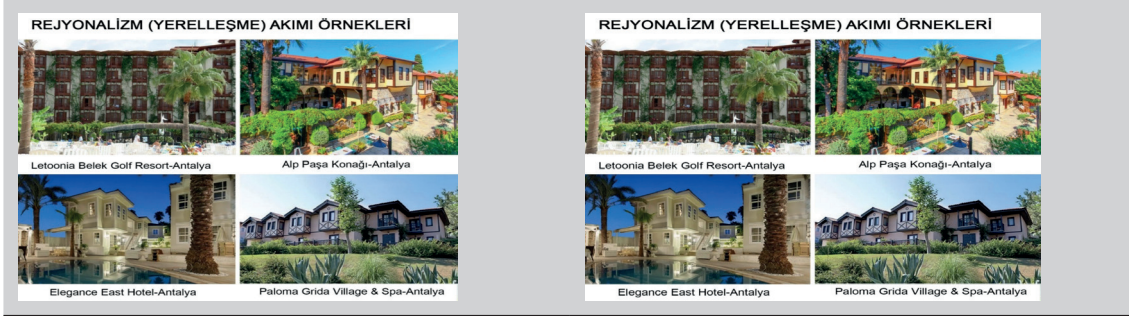 REJYONALİZM (YERELLEŞME) AKIMI ÖRNEKLERİ
Letoonia Belek Golf Resort-Antalya
Alp Paşa Konağı-Antalya
Elegance East Hotel-Antalya
Paloma Grida Village & Spa-Antalya
REJYONALİZM (YERELLEŞME) AKIMI ÖRNEKLERİ
Letoonia Belek Golf Resort-Antalya
Alp Paşa Konağı-Antalya
Elegance East Hotel-Antalya
Paloma Grida Village & Spa-Antalya